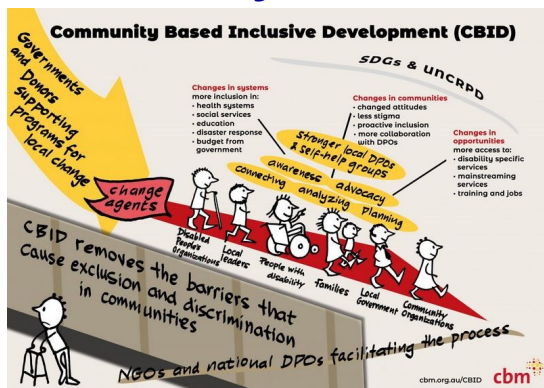 Community Based Inclusive Development (CBID)
Governments
and Donors
supporting
programs for
local change
SDGs & UNCRPD
Changes in systems
more inclusion in:
• health systems
• social services
• education
• disaster response
• budget from
government
Changes in communities
• changed attitudes
• less stigma
• proactive inclusion
• more collaboration
with DPOs
Changes in
opportunities
more access to:
• disability specific
services
• mainstreaming
services
• training and jobs
stronger local DPOs
& self-help groups
awareness advocacy
connecting analyzing planning
change
agents
Disabled
People's
Organizations
Local
leaders
People with
disability
Families
Local
Government
Community
Organizations
CBID removes the barriers that
cause exclusion and discrimination
in communities
NGOs and national DPOs facilitating the process
cbm.org.au/CBID
cbm